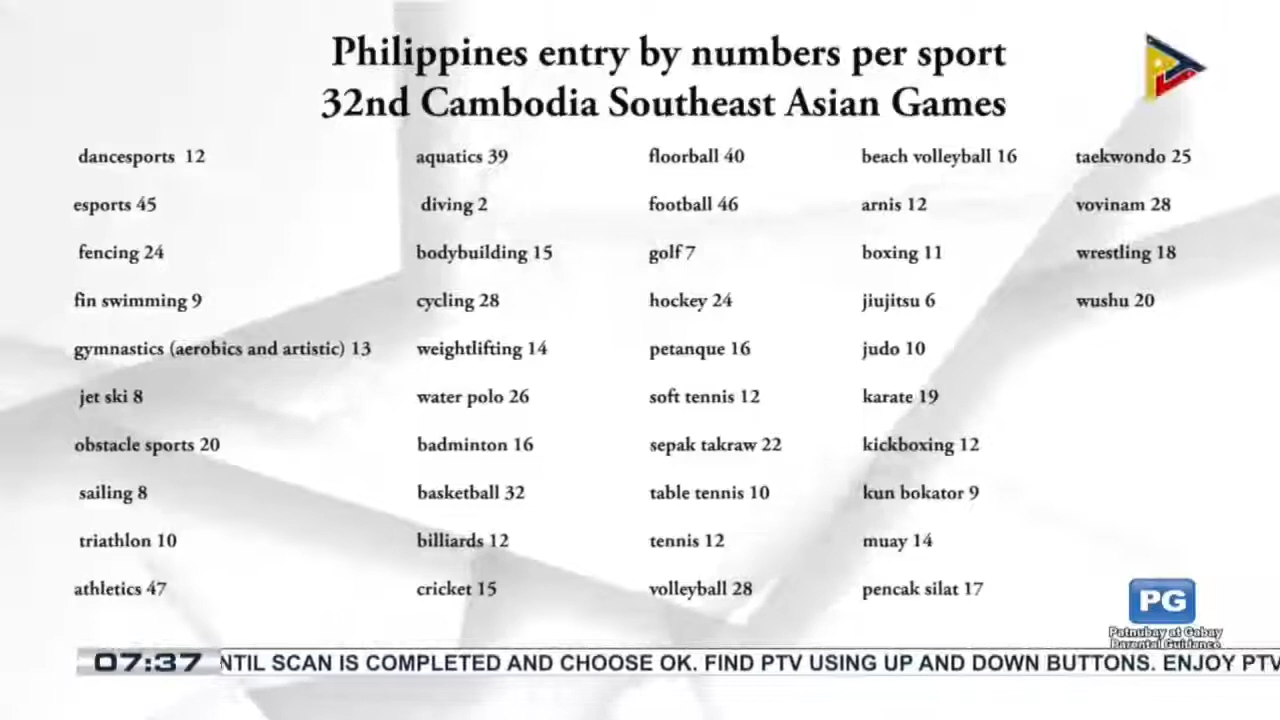 Philippines entry by numbers per sport
32nd Cambodia Southeast Asian Games
dancesports 12
esports 45
fencing 24
fin swimming 9
gymnastics (aerobics and artistic) 13
jet ski 8
obstacle sports 20
sailing 8
triathlon 10
athletics 47
aquatics 39
diving 2
bodybuilding 15
cycling 28
weightlifting 14
water polo 26
badminton 16
basketball 32
billiards 12
cricket 15
floorball 40
football 46
golf 7
hockey 24
petanque 16
soft tennis 12
sepak takraw 22
table tennis 10
tennis 12
volleyball 28
beach volleyball 16
arnis 12
boxing 11
jiujitsu 6
judo 10
karate 19
kickboxing 12
kun bokator 9
muay 14
pencak silat 17
taekwondo 25
vovinam 28
wrestling 18
wushu 20
PG
Patnubay at Gabay
Parental Guidance
07:37 NTIL SCAN IS COMPLETED AND CHOOSE OK. FIND PTV USING UP AND DOWN BUTTONS. ENJOY PTV